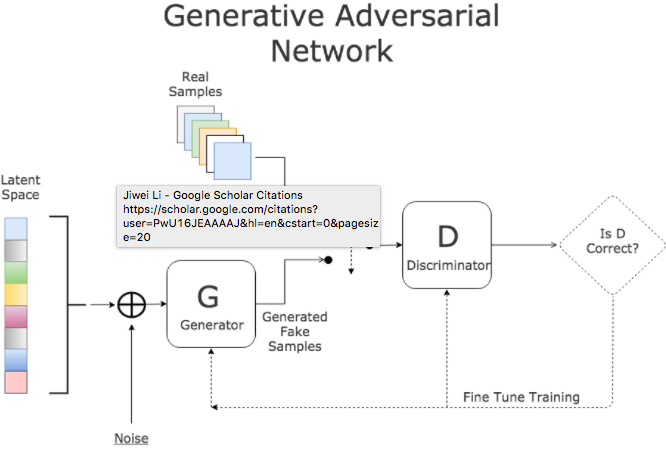 Generative Adversarial
Network
Real
Samples
Latent
Space
Jiwei Li - Google Scholar Citations
https://scholar.google.com/citations?
user=PwU16JEAAAAJ&hl=en&cstart=0&pagesiz
e=20
D
Discriminator
Is D
Correct?
G
Generator
Generated
Fake
Samples
Fine Tune Training
Noise